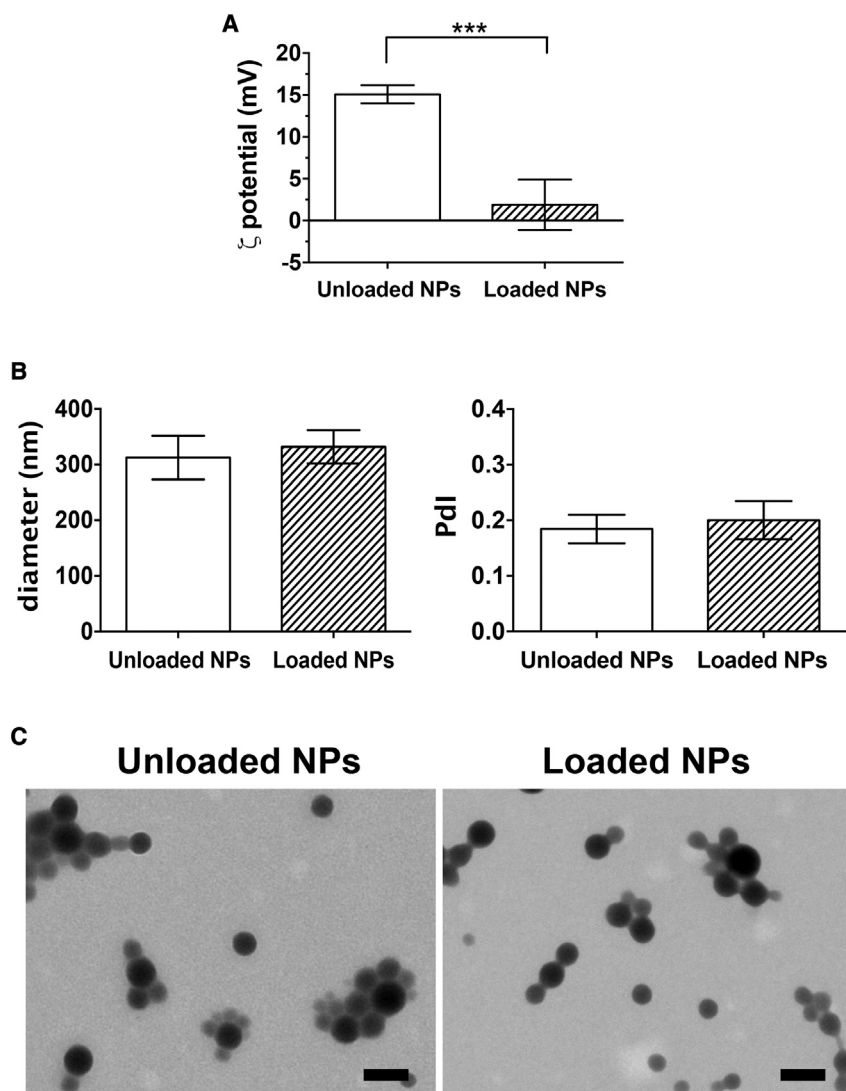 A
***
20
15
10
5
0
-5
ζ potential (mV)
Unloaded NPs Loaded NPs
B
400
300
200
100
0
diameter (nm)
Unloaded NPs Loaded NPs
0.4
0.3
0.2
0.1
0.0
PdI
Unloaded NPs Loaded NPs
C
Unloaded NPs Loaded NPs